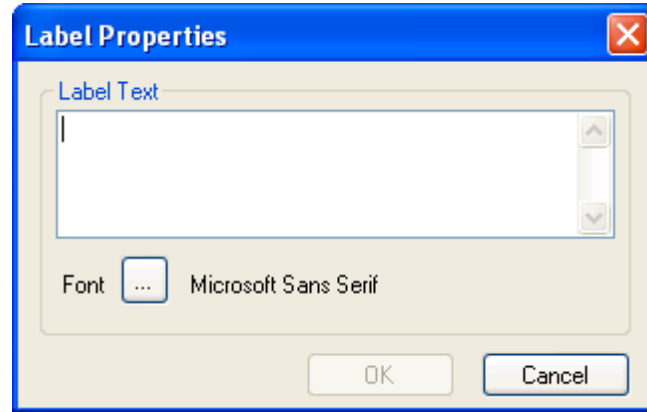 Label Properties
Label Text
Font ... Microsoft Sans Serif
OK Cancel